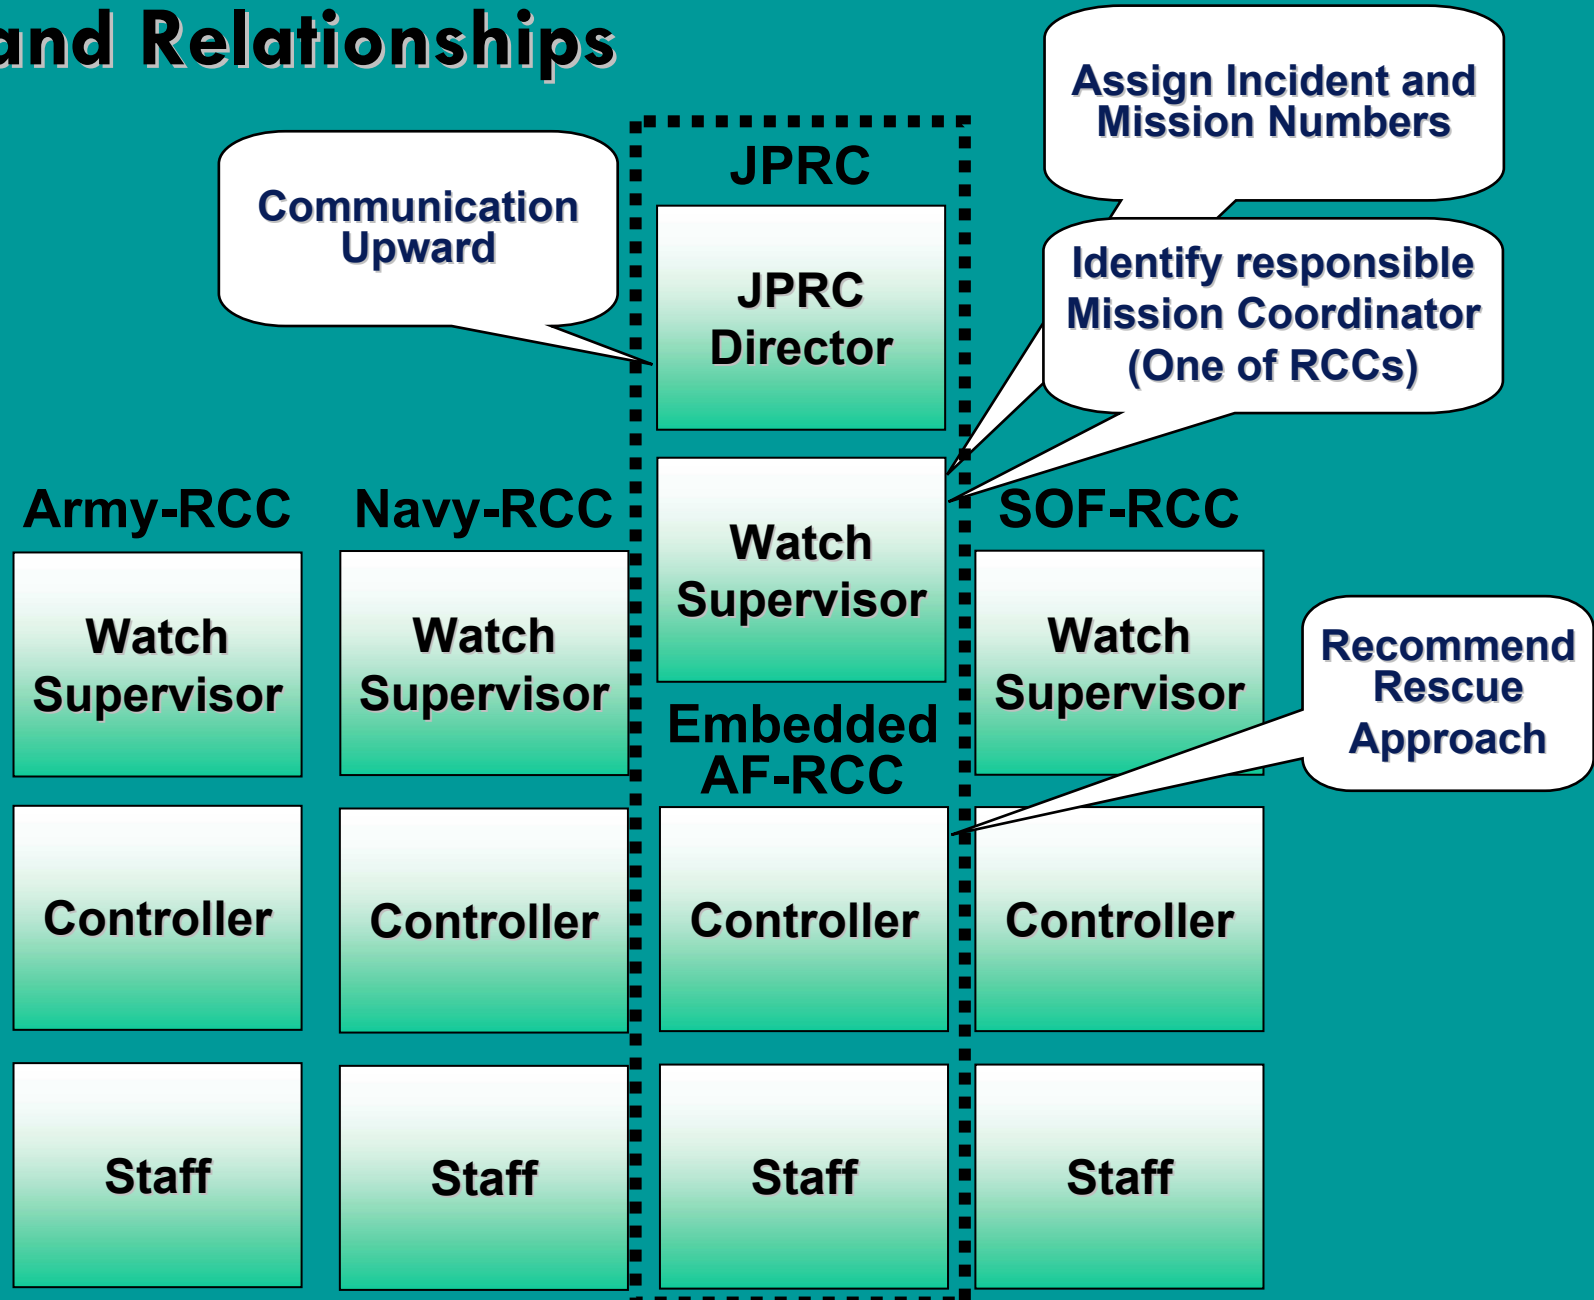 and Relationships
Assign Incident and
Mission Numbers
JPRC
Communication
Upward
Identify responsible
Mission Coordinator
(One of RCCs)
JPRC
Director
Army-RCC
Navy-RCC
SOF-RCC
Watch
Supervisor
Watch
Supervisor
Watch
Supervisor
Watch
Supervisor
Recommend
Rescue
Approach
Embedded
AF-RCC
Controller
Controller
Controller
Controller
Staff
Staff
Staff
Staff